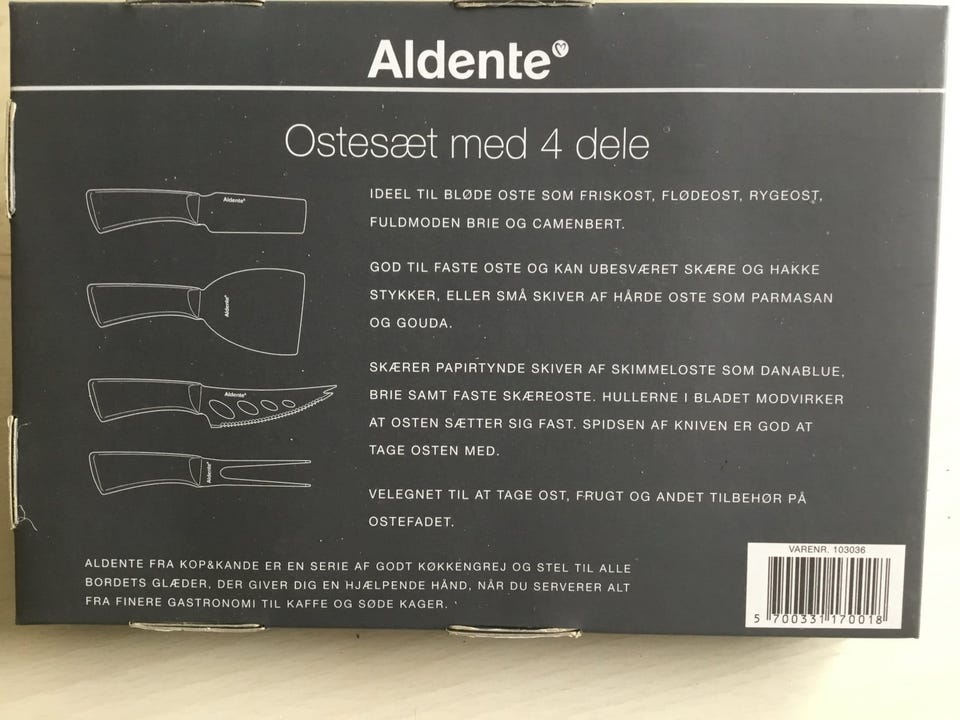 Aldente
Ostesæt med 4 dele
Aldente
IDEEL TIL BLØDE OSTE SOM FRISKOST, FLØDEOST, RYGEOST,
FULDMODEN BRIE OG CAMENBERT.
Aldente
GOD TIL FASTE OSTE OG KAN UBESVÆRET SKÆRE OG HAKKE
STYKKER, ELLER SMÅ SKIVER AF HÅRDE OSTE SOM PARMASAN
OG GOUDA.
Aldente
SKÆRER PAPIRTYNDE SKIVER AF SKIMMELOSTE SOM DANABLUE,
BRIE SAMT FASTE SKÆREOSTE. HULLERNE I BLADET MODVIRKER
AT OSTEN SÆTTER SIG FAST. SPIDSEN AF KNIVEN ER GOD AT
TAGE OSTEN MED.
Aldente
VELEGNET TIL AT TAGE OST, FRUGT OG ANDET TILBEHØR PÅ
OSTEFADET.
ALDENTE FRA KOP&KANDE ER EN SERIE AF GODT KØKKENGREJ OG STEL TIL ALLE
BORDETS GLÆDER, DER GIVER DIG EN HJÆLPENDE HÅND, NÅR DU SERVERER ALT
FRA FINERE GASTRONOMI TIL KAFFE OG SØDE KAGER.
VARENR. 103036
5 700331 170018